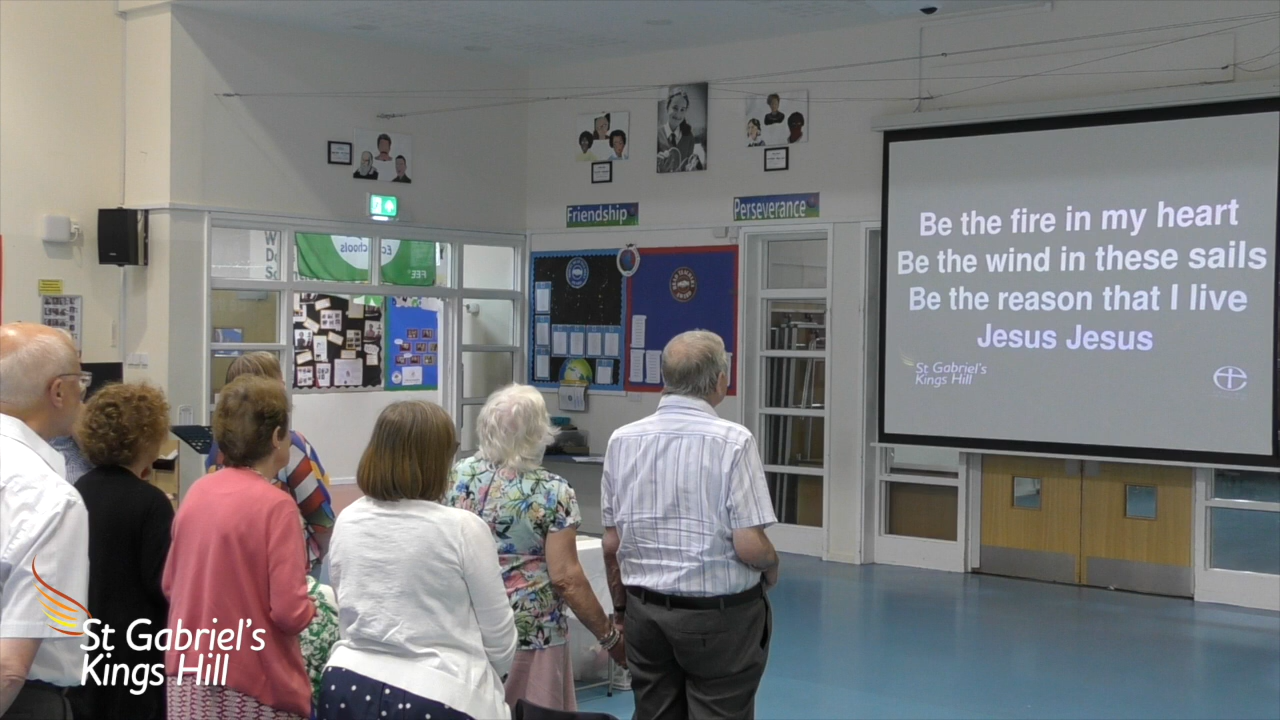 Friendship
Perseverance
Be the fire in my heart
Be the wind in these sails
Be the reason that I live
Jesus Jesus
St Gabriel's
Kings Hill
St Gabriel's
Kings Hill